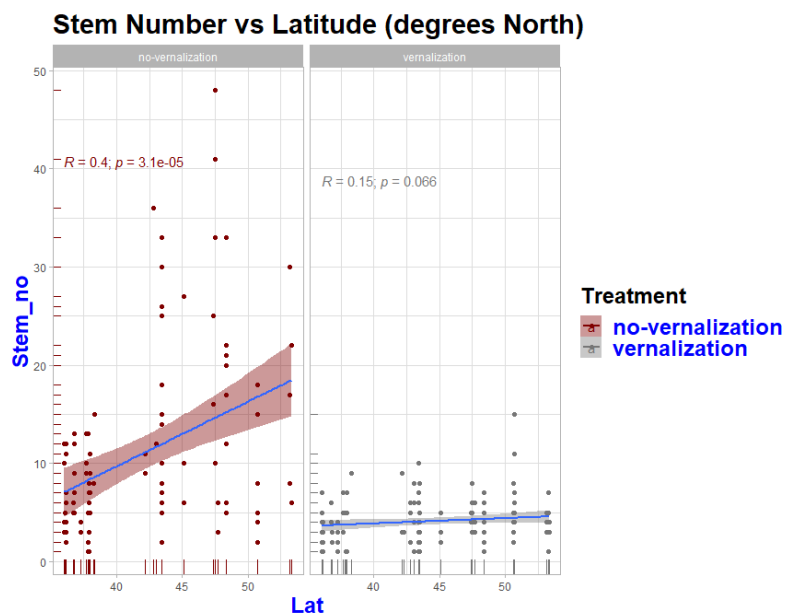 Stem Number vs Latitude (degrees North)
no-vernalization
vernalization
50
40
30
20
10
0
R = 0.4; p = 3.1e-05
R = 0.15; p = 0.066
40
45
50
40
45
50
Stem_no
Lat
Treatment
a no-vernalization
a vernalization